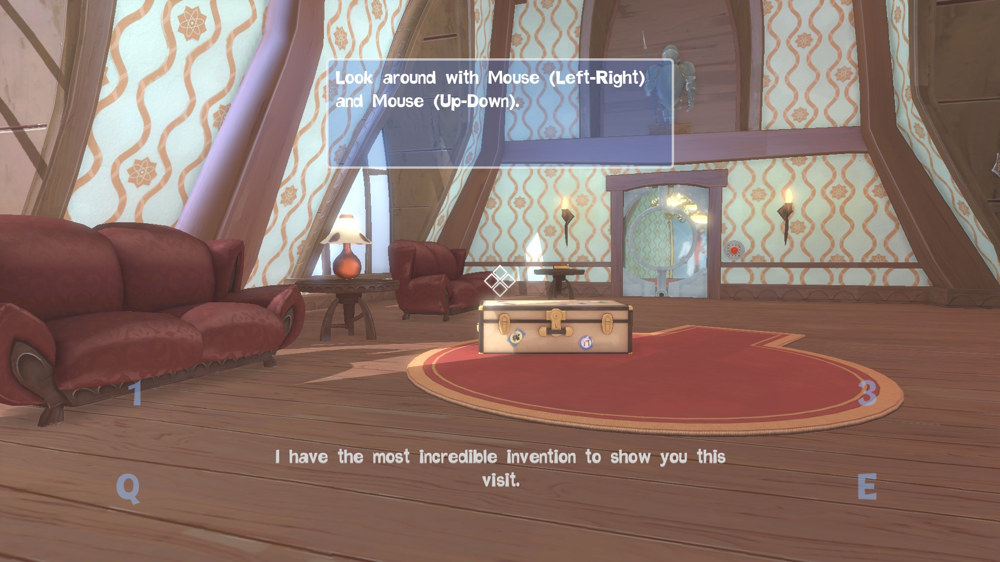 Look around with Mouse (Left-Right)
and Mouse (Up-Down).
1
3
I have the most incredible invention to show you this
visit.
Q
E